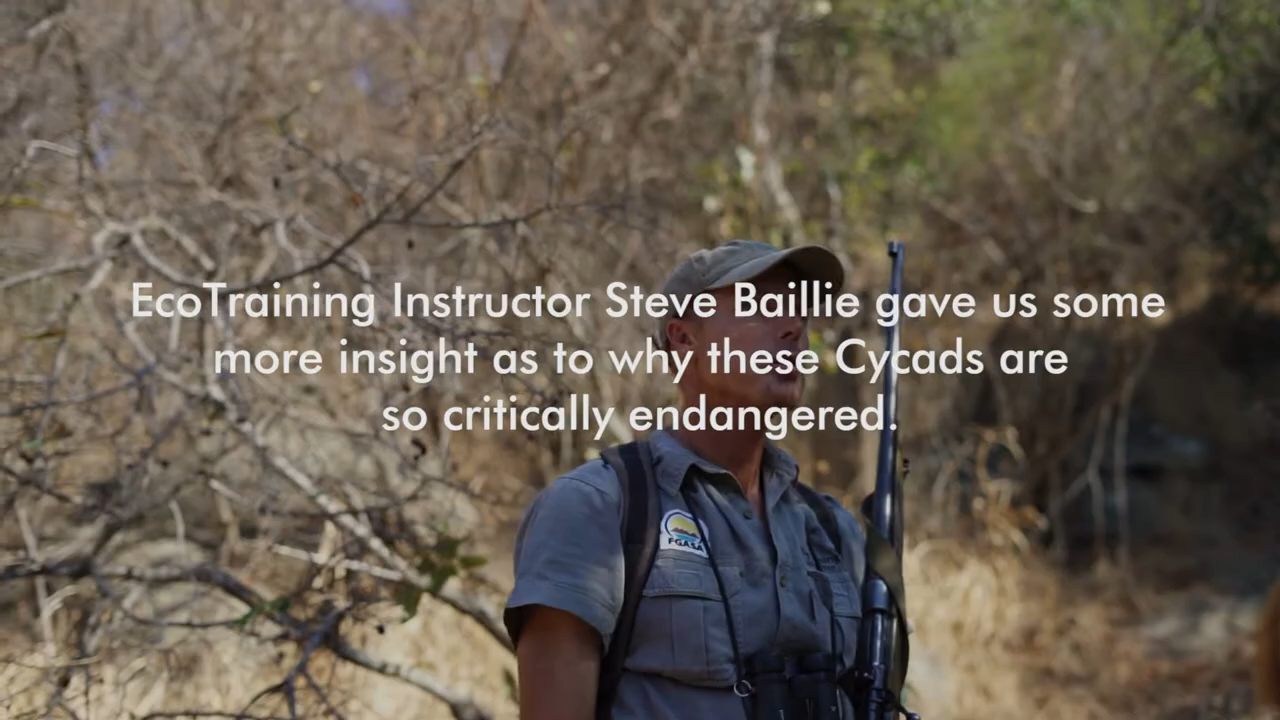 EcoTraining Instructor Steve Baillie gave us some
more insight as to why these Cycads are
so critically endangered.
FGASA